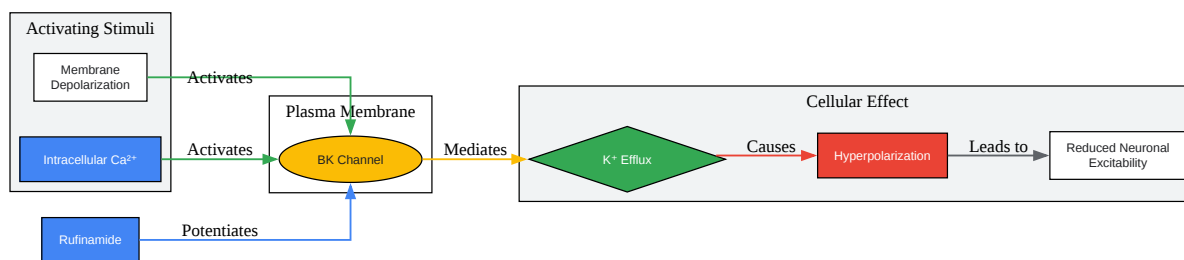 Activating Stimuli
Membrane
Depolarization
Activates
Intracellular Ca²⁺
Activates
Rufinamide
Potentiates
Plasma Membrane
BK Channel
Mediates
Cellular Effect
K⁺ Efflux
Causes
Hyperpolarization
Leads to
Reduced Neuronal
Excitability